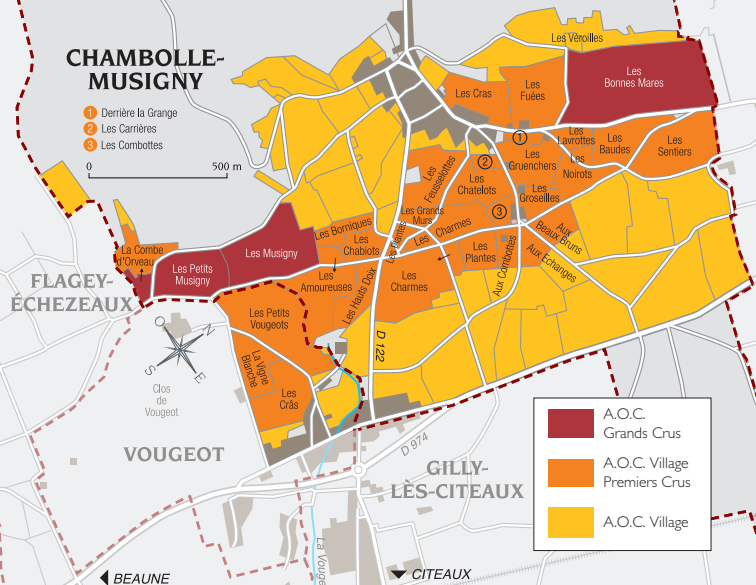 CHAMBOLLE-
MUSIGNY
1 Derrière la Grange
2 Les Carrières
3 Les Combottes
0 500 m
Les Véroilles
Les
Bonnes Mares
Les Cras
Les
Fuées
1
Les
Lavrottes
Les
Baudes
Les
Sentiers
2
Les
Gruenchers
Les
Noirots
Les
Feusselottes
Les
Chatelots
Les
Groseilles
3
Les Grands
Murs
Les Plantes
Les Charmes
Les
Plantes
Aux
Beaux Bruns
Aux Échanges
Aux Combottes
Les Borniques
Les
Chabiots
Les
Amoureuses
Les Hauts Doix
Les
Charmes
La Combe
d'Orveau
Les Petits
Musigny
Les Musigny
FLAGEY-
ÉCHEZEAUX
Les Petits
Vougeots
La Vigne
Blanche
Les
Crâs
D 122
O
N
S
E
Clos
de
Vougeot
VOUGEOT
D 974
GILLY-
LÈS-CITEAUX
La Vouge
BEAUNE
CITEAUX
A.O.C.
Grands Crus
A.O.C. Village
Premiers Crus
A.O.C. Village